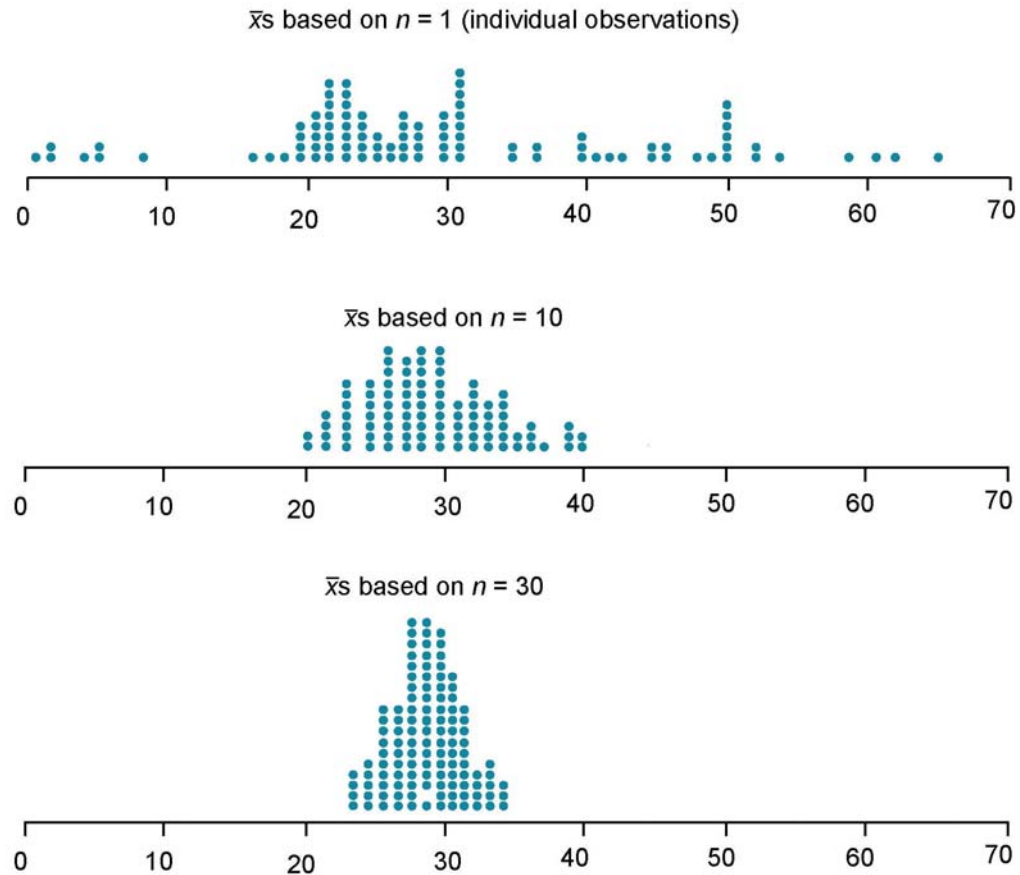 x̄s based on n = 1 (individual observations)
0 10 20 30 40 50 60 70
x̄s based on n = 10
0 10 20 30 40 50 60 70
x̄s based on n = 30
0 10 20 30 40 50 60 70